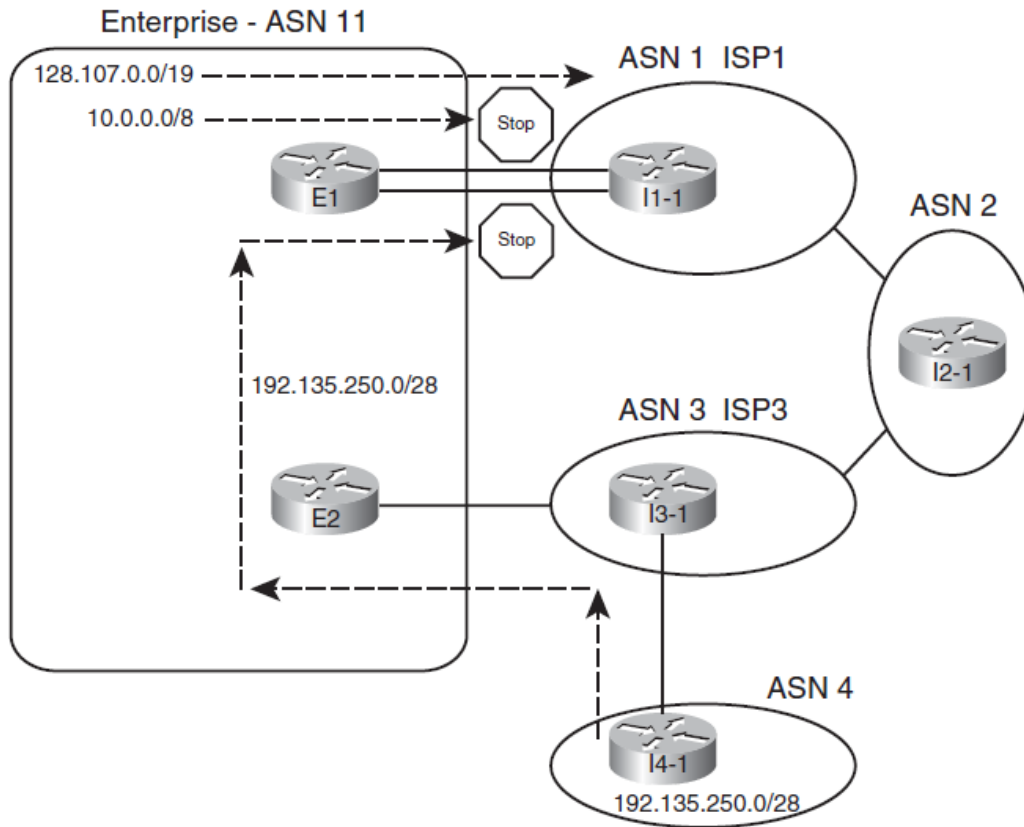 Enterprise - ASN 11
128.107.0.0/19
ASN 1 ISP1
10.0.0.0/8
Stop
E1
I1-1
ASN 2
Stop
I2-1
192.135.250.0/28
ASN 3 ISP3
E2
I3-1
ASN 4
I4-1
192.135.250.0/28